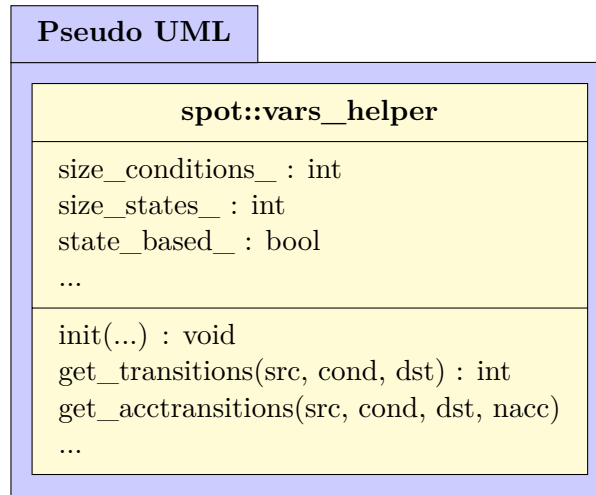 Pseudo UML
spot::vars_helper
size_conditions_ : int
size_states_ : int
state_based_ : bool
...
init(...) : void
get_transitions(src, cond, dst) : int
get_acctransitions(src, cond, dst, nacc)
...